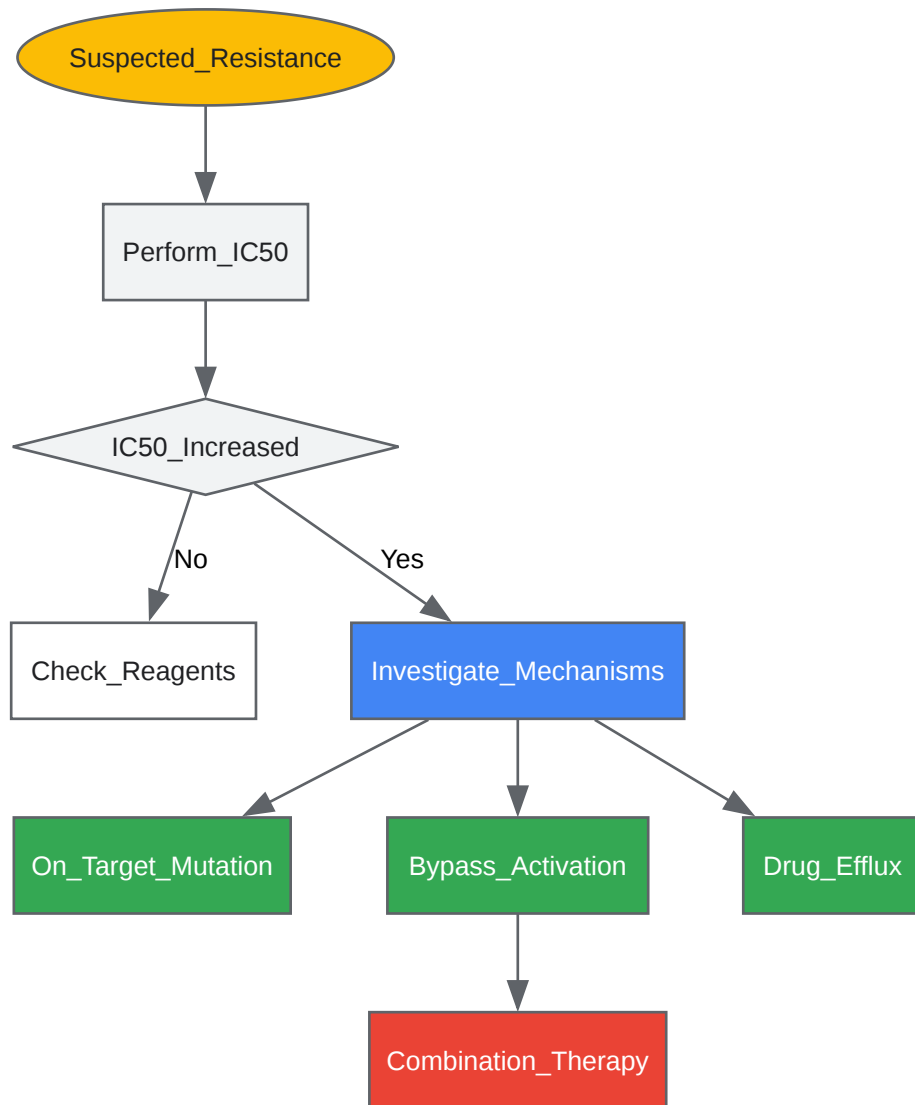 Suspected_Resistance
Perform_IC50
IC50_Increased
No
Yes
Check_Reagents
Investigate_Mechanisms
On_Target_Mutation
Bypass_Activation
Drug_Efflux
Combination_Therapy